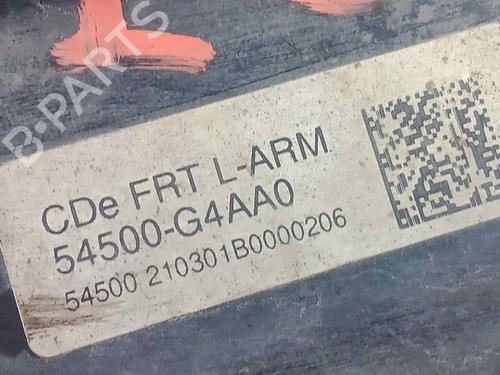 B-PARTS
CDe FRT L-ARM
54500-G4AA0
54500 210301B0000206